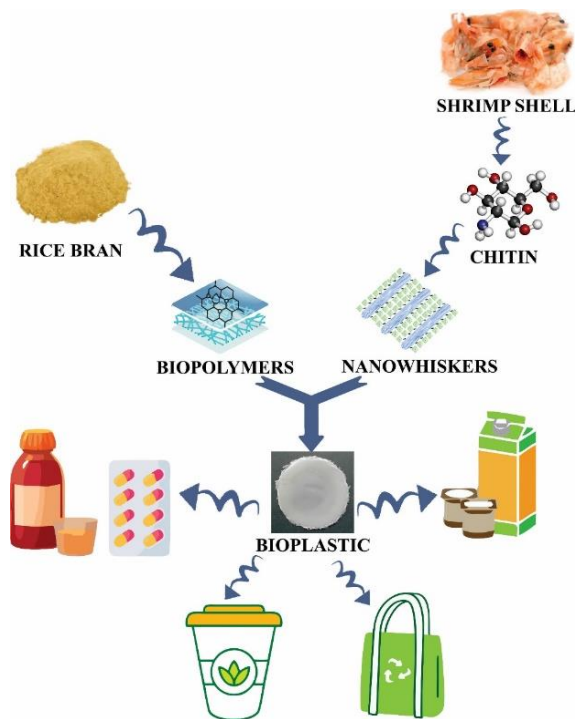 SHRIMP SHELL
RICE BRAN
CHITIN
BIOPOLYMERS
NANOWHISKERS
BIOPLASTIC